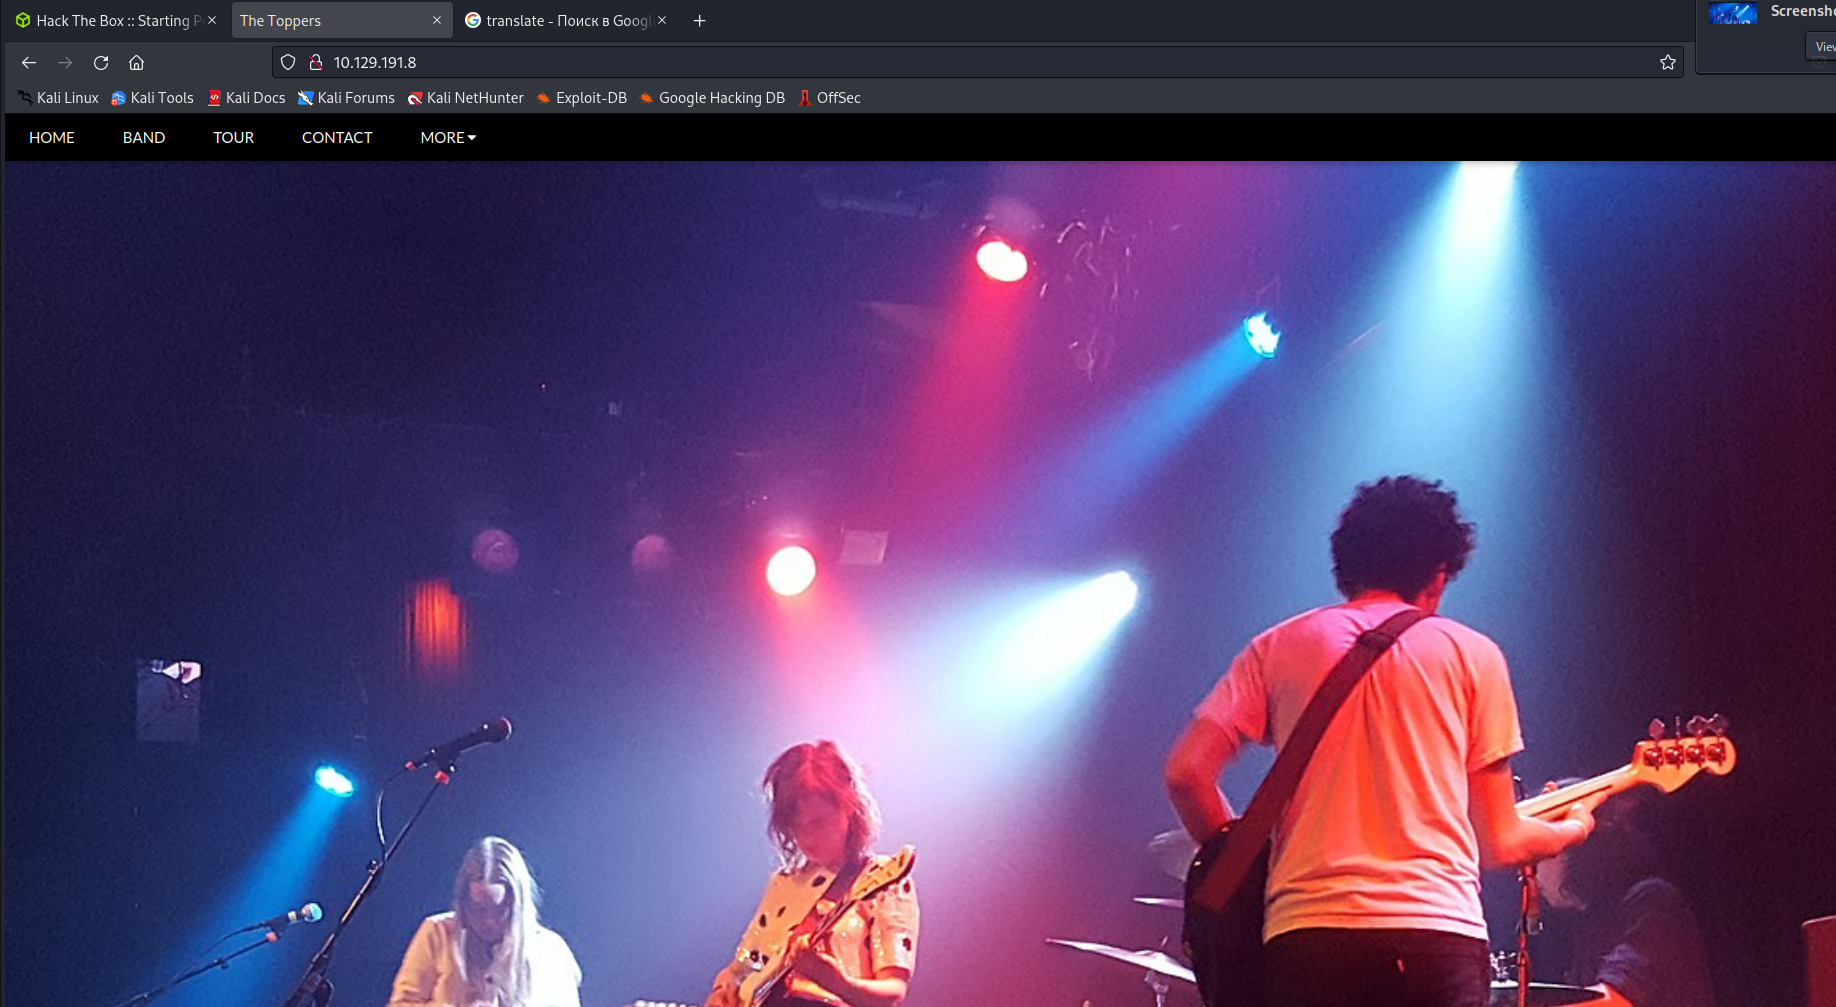 Hack The Box :: Starting P
The Toppers
translate - Поиск в Googl
Screensh
View
10.129.191.8
Kali Linux
Kali Tools
Kali Docs
Kali Forums
Kali NetHunter
Exploit-DB
Google Hacking DB
OffSec
HOME
BAND
TOUR
CONTACT
MORE